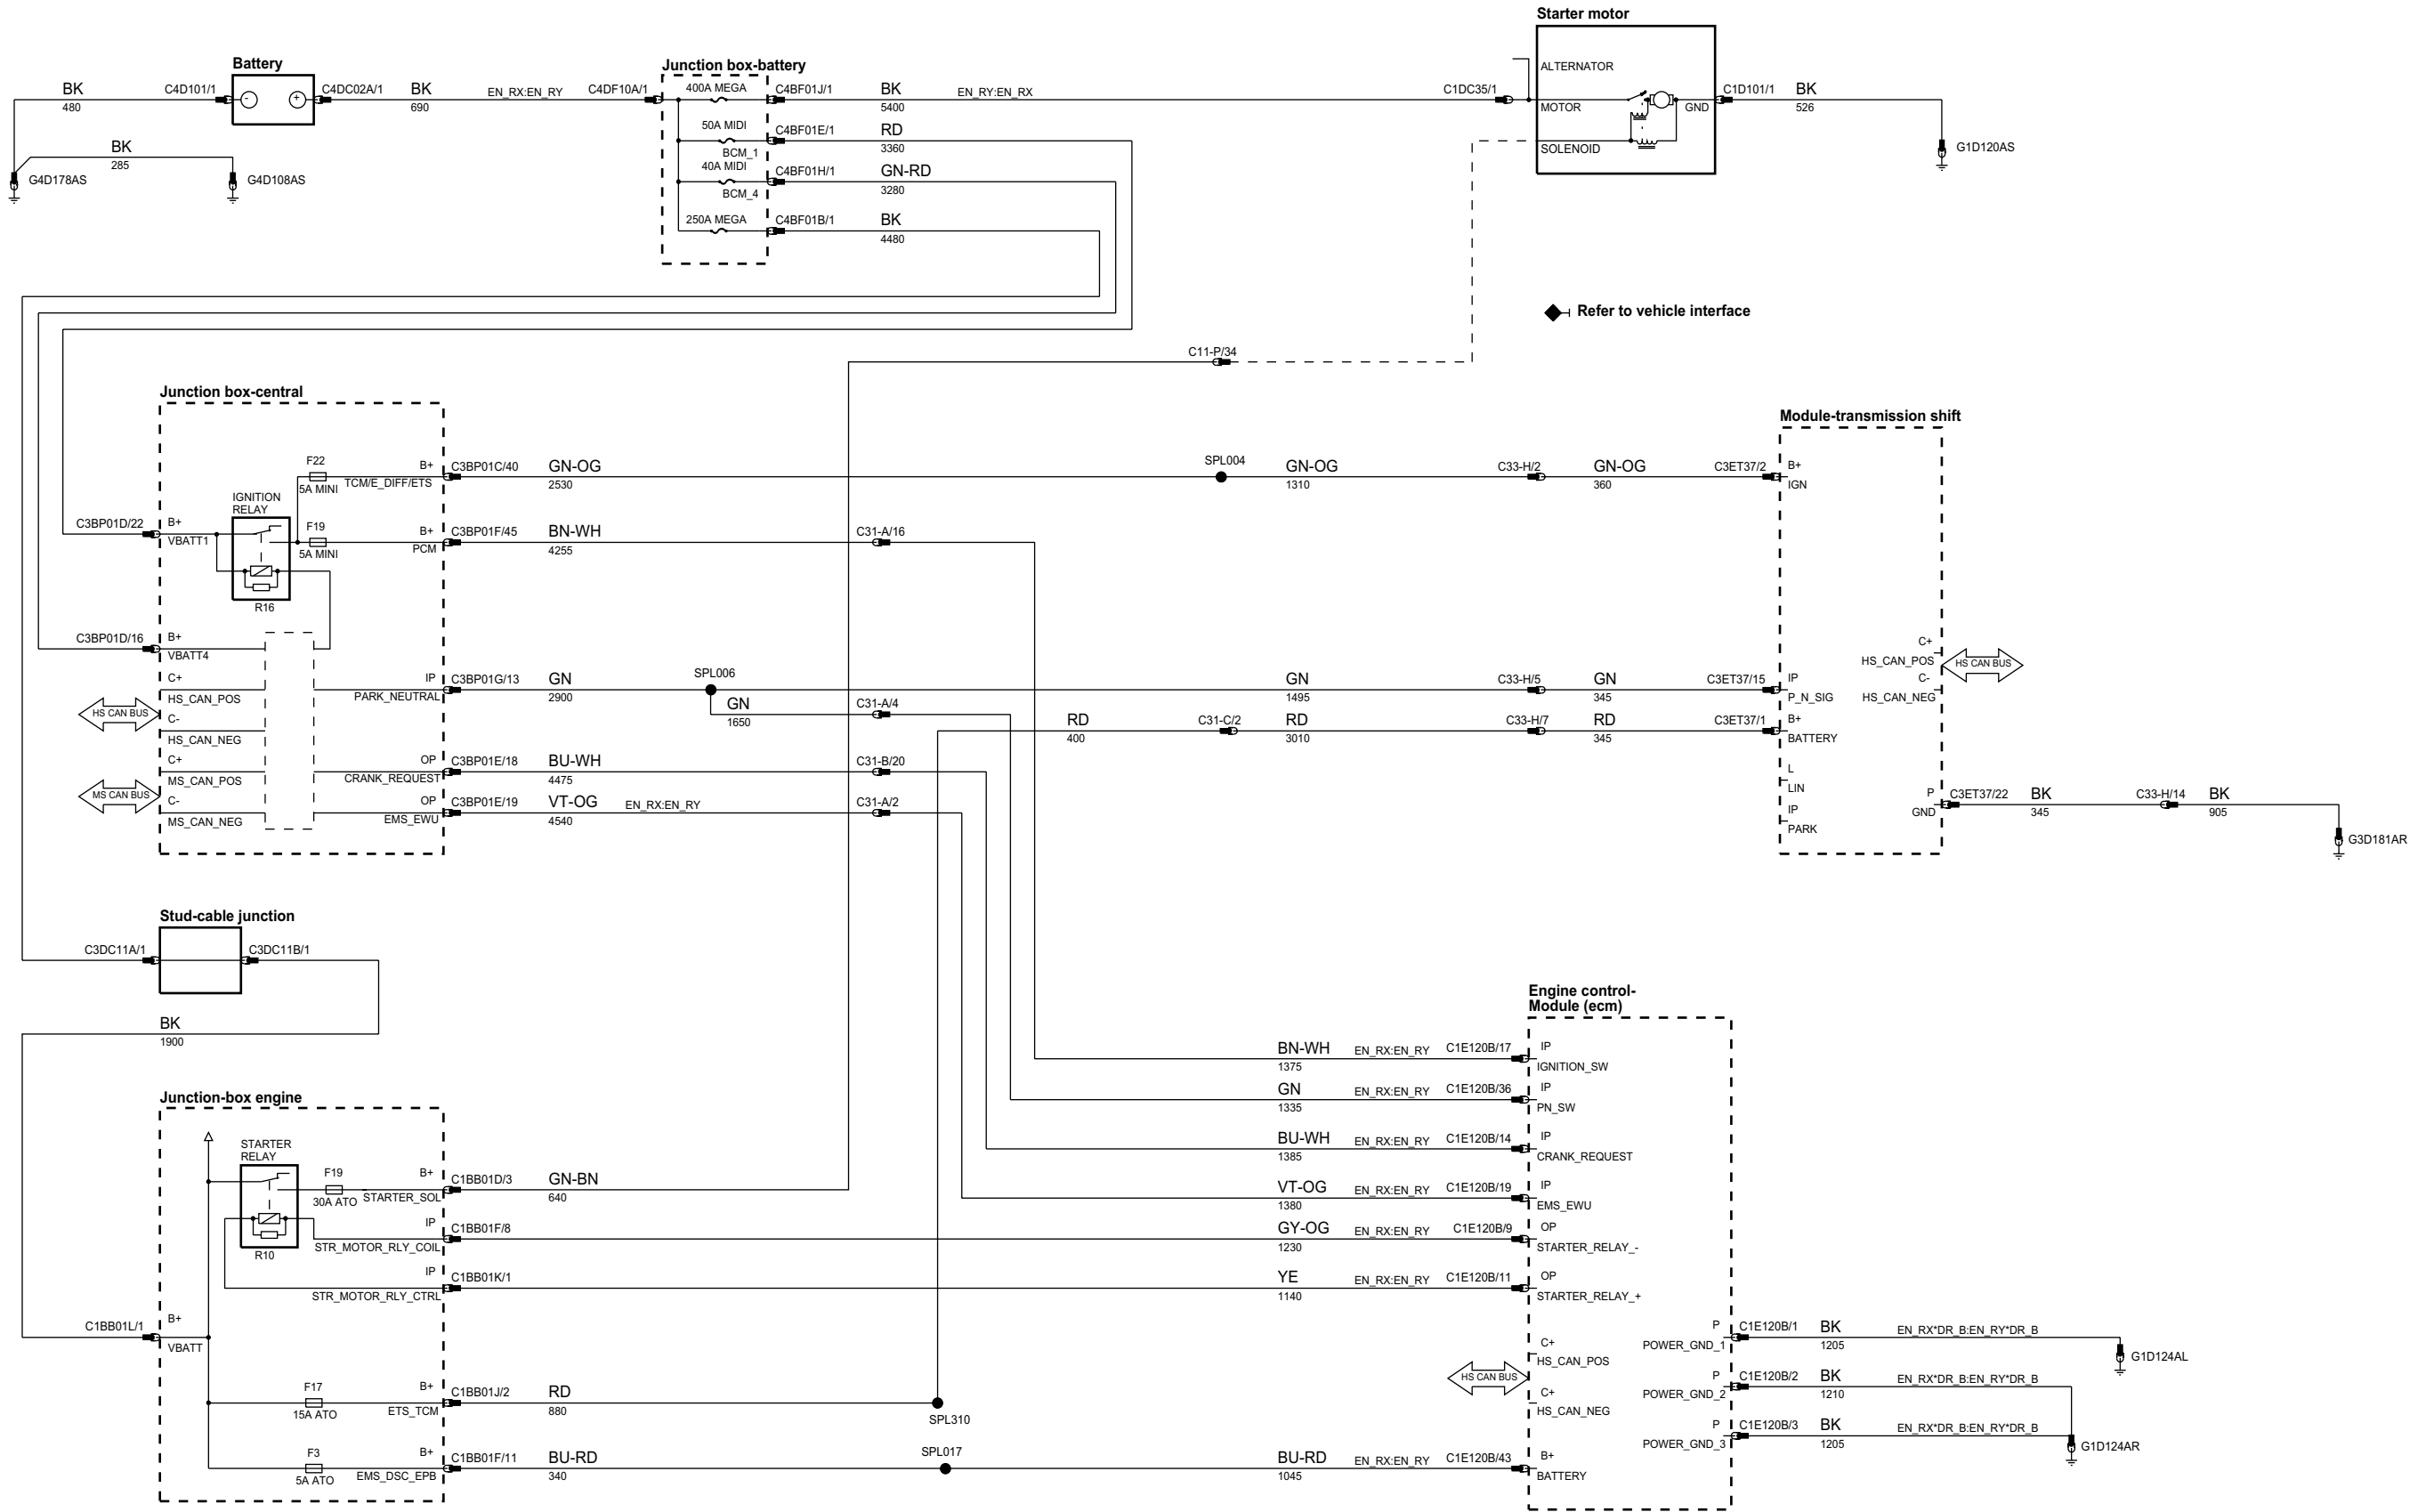 Starter motor
ALTERNATOR
MOTOR
GND
SOLENOID
C1DC35/1
C1D101/1
BK
526
G1D120AS
Battery
BK
480
C4D101/1
-
+
C4DC02A/1
BK
690
EN_RX:EN_RY
C4DF10A/1
BK
285
G4D178AS
G4D108AS
Junction box-battery
400A MEGA
C4BF01J/1
BK
5400
EN_RY:EN_RX
50A MIDI
BCM_1
C4BF01E/1
RD
3360
40A MIDI
BCM_4
C4BF01H/1
GN-RD
3280
250A MEGA
C4BF01B/1
BK
4480
Refer to vehicle interface
C11-P/34
Junction box-central
F22
5A MINI
B+
TCM/E_DIFF/ETS
C3BP01C/40
GN-OG
2530
SPL004
GN-OG
1310
C33-H/2
GN-OG
360
C3ET37/2
IGNITION
RELAY
R16
F19
5A MINI
B+
PCM
C3BP01F/45
BN-WH
4255
C31-A/16
C3BP01D/22
B+
VBATT1
C3BP01D/16
B+
VBATT4
C+
HS_CAN_POS
HS CAN BUS
C-
HS_CAN_NEG
C+
MS_CAN_POS
MS CAN BUS
C-
MS_CAN_NEG
IP
PARK_NEUTRAL
C3BP01G/13
GN
2900
SPL006
GN
1650
C31-A/4
GN
1495
C33-H/5
GN
345
C3ET37/15
RD
400
C31-C/2
RD
3010
C33-H/7
RD
345
C3ET37/1
OP
CRANK_REQUEST
C3BP01E/18
BU-WH
4475
C31-B/20
OP
EMS_EWU
C3BP01E/19
VT-OG
4540
EN_RX:EN_RY
C31-A/2
Module-transmission shift
B+
IGN
C+
HS_CAN_POS
C-
HS_CAN_NEG
HS CAN BUS
IP
P_N_SIG
B+
BATTERY
L
LIN
IP
PARK
P
GND
C3ET37/22
BK
345
C33-H/14
BK
905
G3D181AR
Stud-cable junction
C3DC11A/1
C3DC11B/1
BK
1900
Engine control-
Module (ecm)
BN-WH
1375
EN_RX:EN_RY
C1E120B/17
IP
IGNITION_SW
GN
1335
EN_RX:EN_RY
C1E120B/36
IP
PN_SW
BU-WH
1385
EN_RX:EN_RY
C1E120B/14
IP
CRANK_REQUEST
VT-OG
1380
EN_RX:EN_RY
C1E120B/19
IP
EMS_EWU
GY-OG
1230
EN_RX:EN_RY
C1E120B/9
OP
STARTER_RELAY_-
YE
1140
EN_RX:EN_RY
C1E120B/11
OP
STARTER_RELAY_+
C+
HS_CAN_POS
HS CAN BUS
C+
HS_CAN_NEG
BU-RD
1045
EN_RX:EN_RY
C1E120B/43
B+
BATTERY
P
POWER_GND_1
C1E120B/1
BK
1205
EN_RX*DR_B:EN_RY*DR_B
G1D124AL
P
POWER_GND_2
C1E120B/2
BK
1210
EN_RX*DR_B:EN_RY*DR_B
P
POWER_GND_3
C1E120B/3
BK
1205
EN_RX*DR_B:EN_RY*DR_B
G1D124AR
Junction-box engine
STARTER
RELAY
R10
F19
30A ATO
B+
STARTER_SOL
C1BB01D/3
GN-BN
640
IP
STR_MOTOR_RLY_COIL
C1BB01F/8
IP
STR_MOTOR_RLY_CTRL
C1BB01K/1
C1BB01L/1
B+
VBATT
F17
15A ATO
B+
ETS_TCM
C1BB01J/2
RD
880
SPL310
F3
5A ATO
B+
EMS_DSC_EPB
C1BB01F/11
BU-RD
340
SPL017